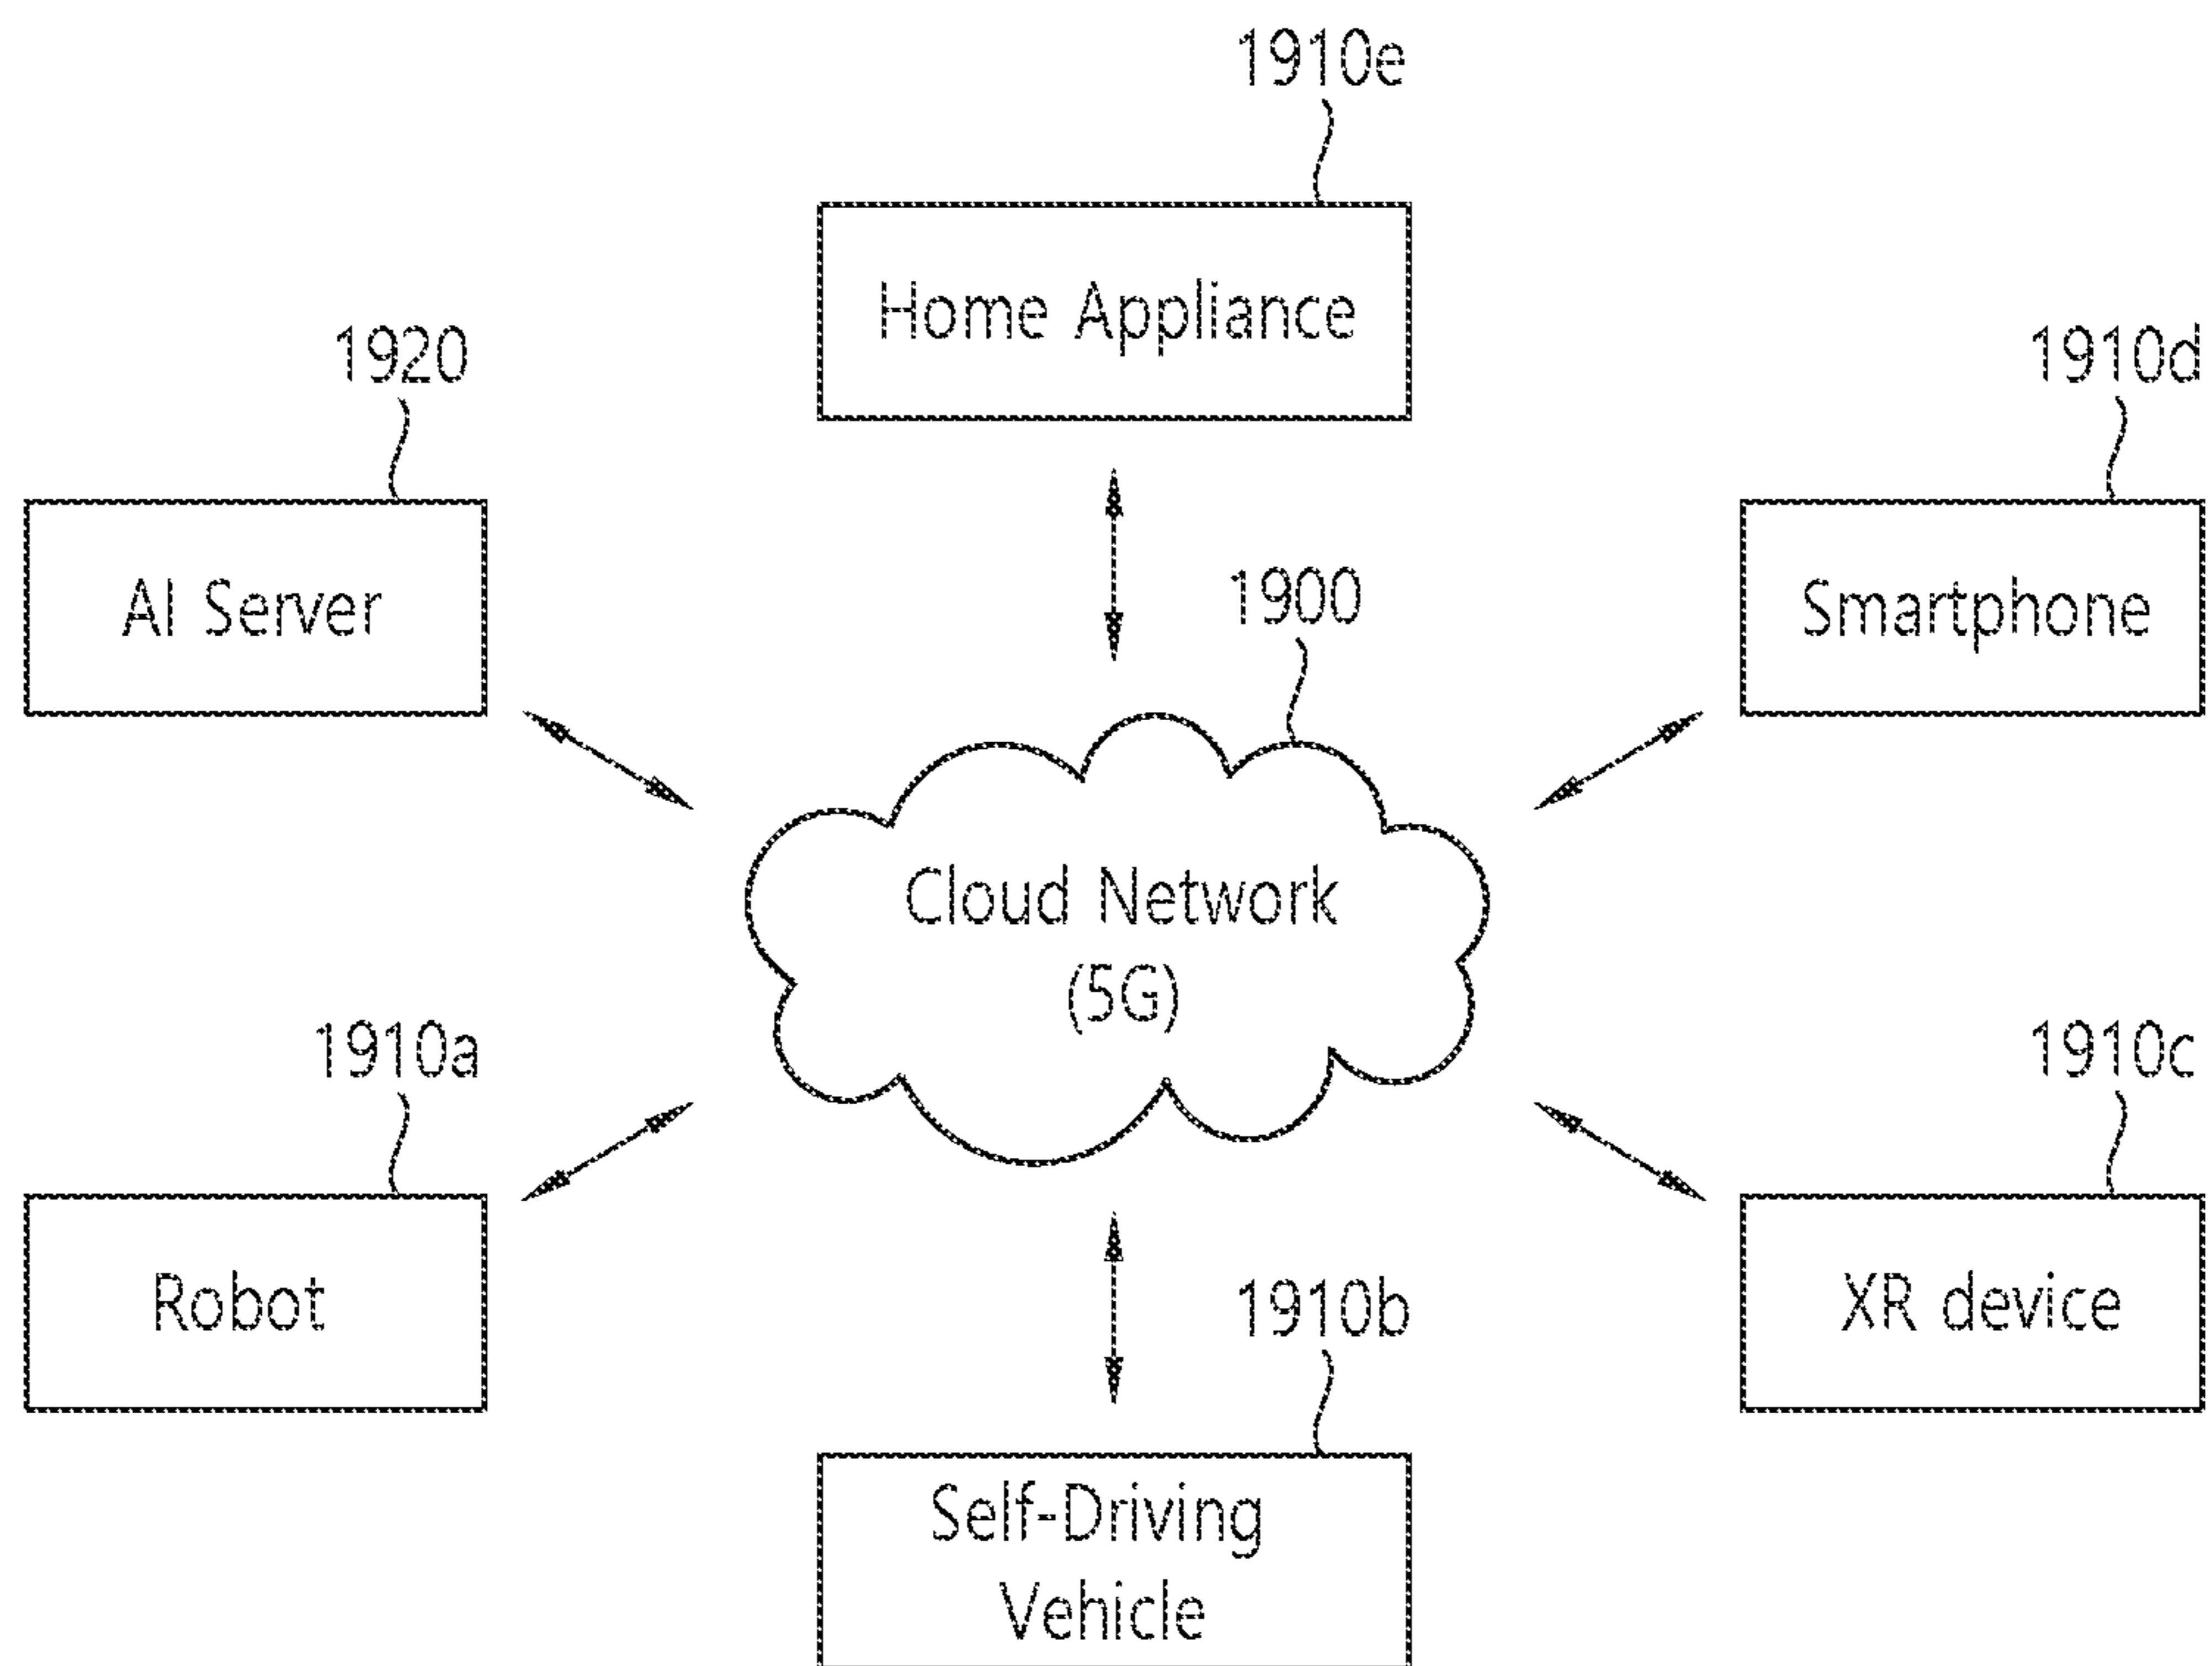 1910e
Home Appliance
1920
1910d
AI Server
1900
Smartphone
Cloud Network
(5G)
1910a
1910c
Robot
1910b
XR device
Self-Driving
Vehicle